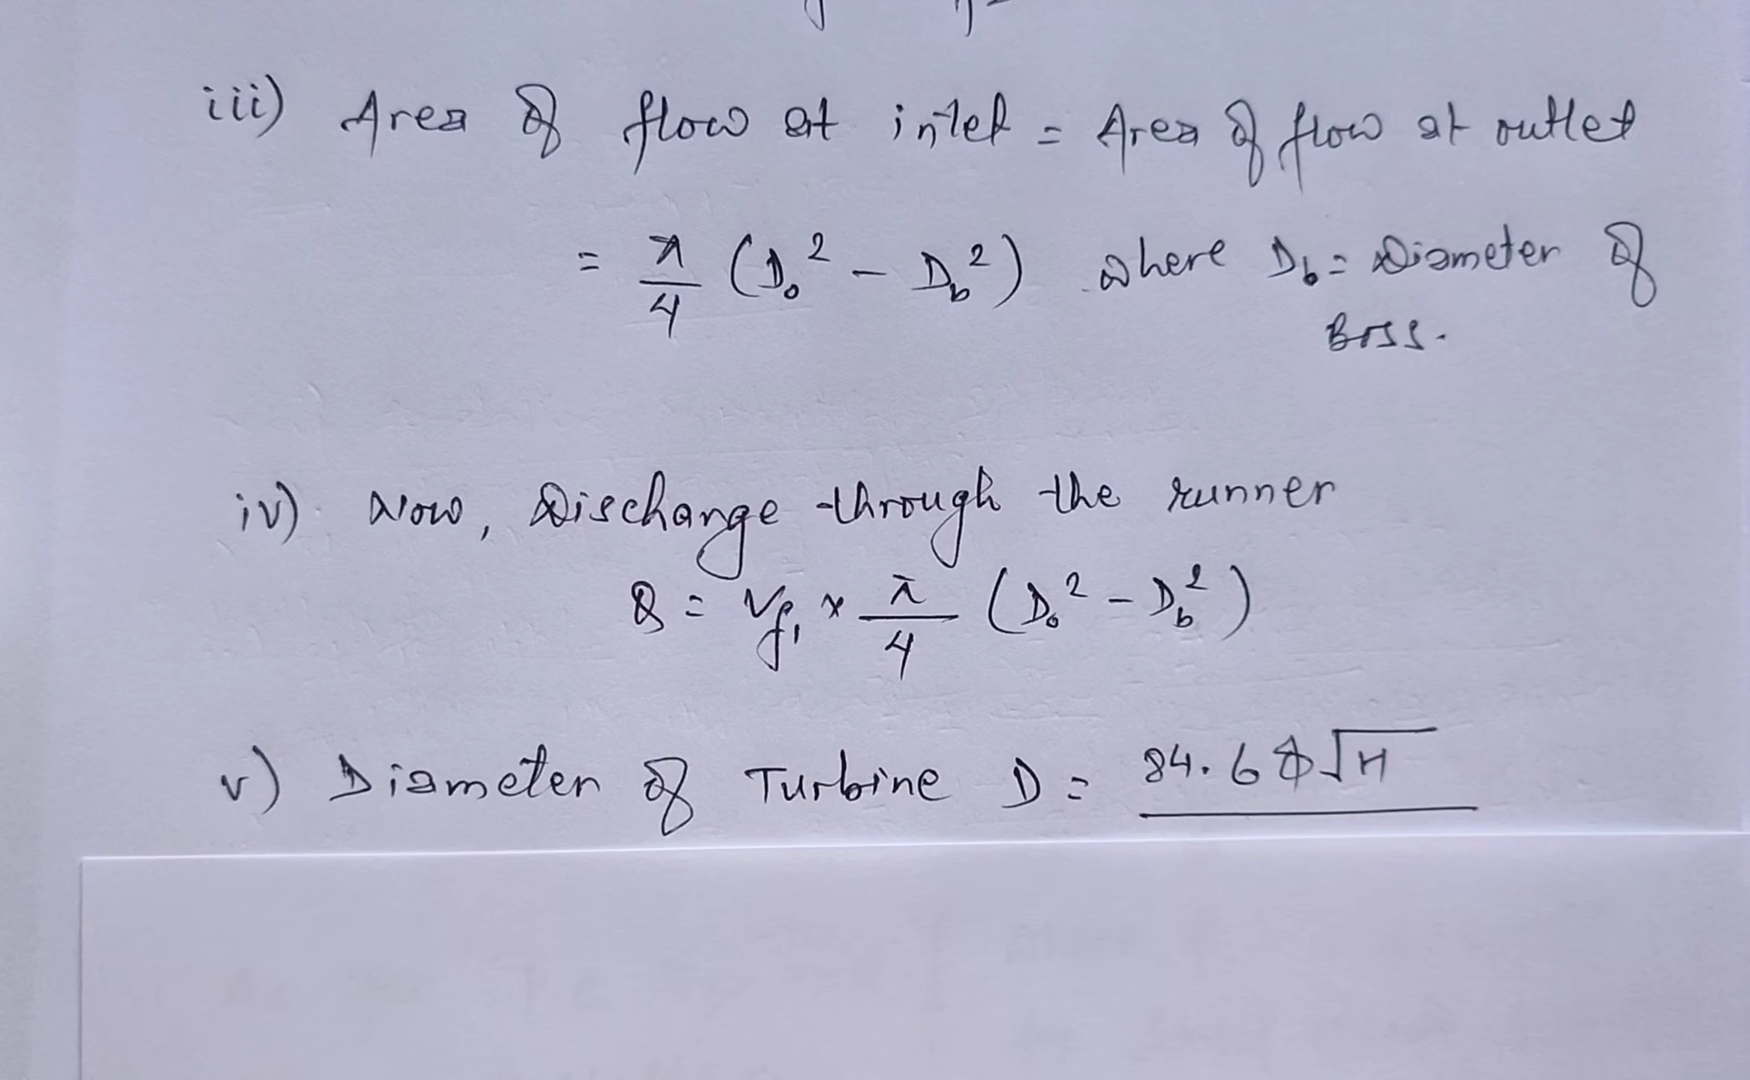 iii) Area of flow at inlet = Area of flow at outlet
= π/4 (D₀² - D_b²) where D_b = Diameter of
Boss.
iv) Now, Discharge through the runner
Q = V_f₁ × π/4 (D₀² - D_b²)
v) Diameter of Turbine D = 84.6 ϕ √H